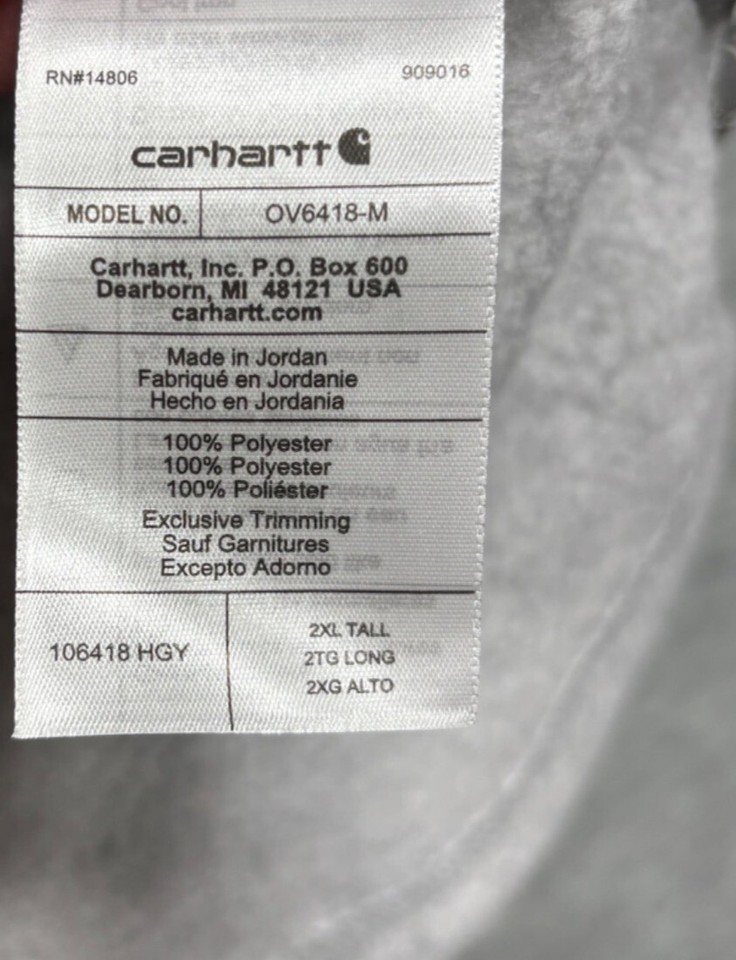 RN#14806 909016
carhartt
MODEL NO. OV6418-M
Carhartt, Inc. P.O. Box 600
Dearborn, MI 48121 USA
carhartt.com
Made in Jordan
Fabriqué en Jordanie
Hecho en Jordania
100% Polyester
100% Polyester
100% Poliéster
Exclusive Trimming
Sauf Garnitures
Excepto Adorno
106418 HGY
2XL TALL
2TG LONG
2XG ALTO